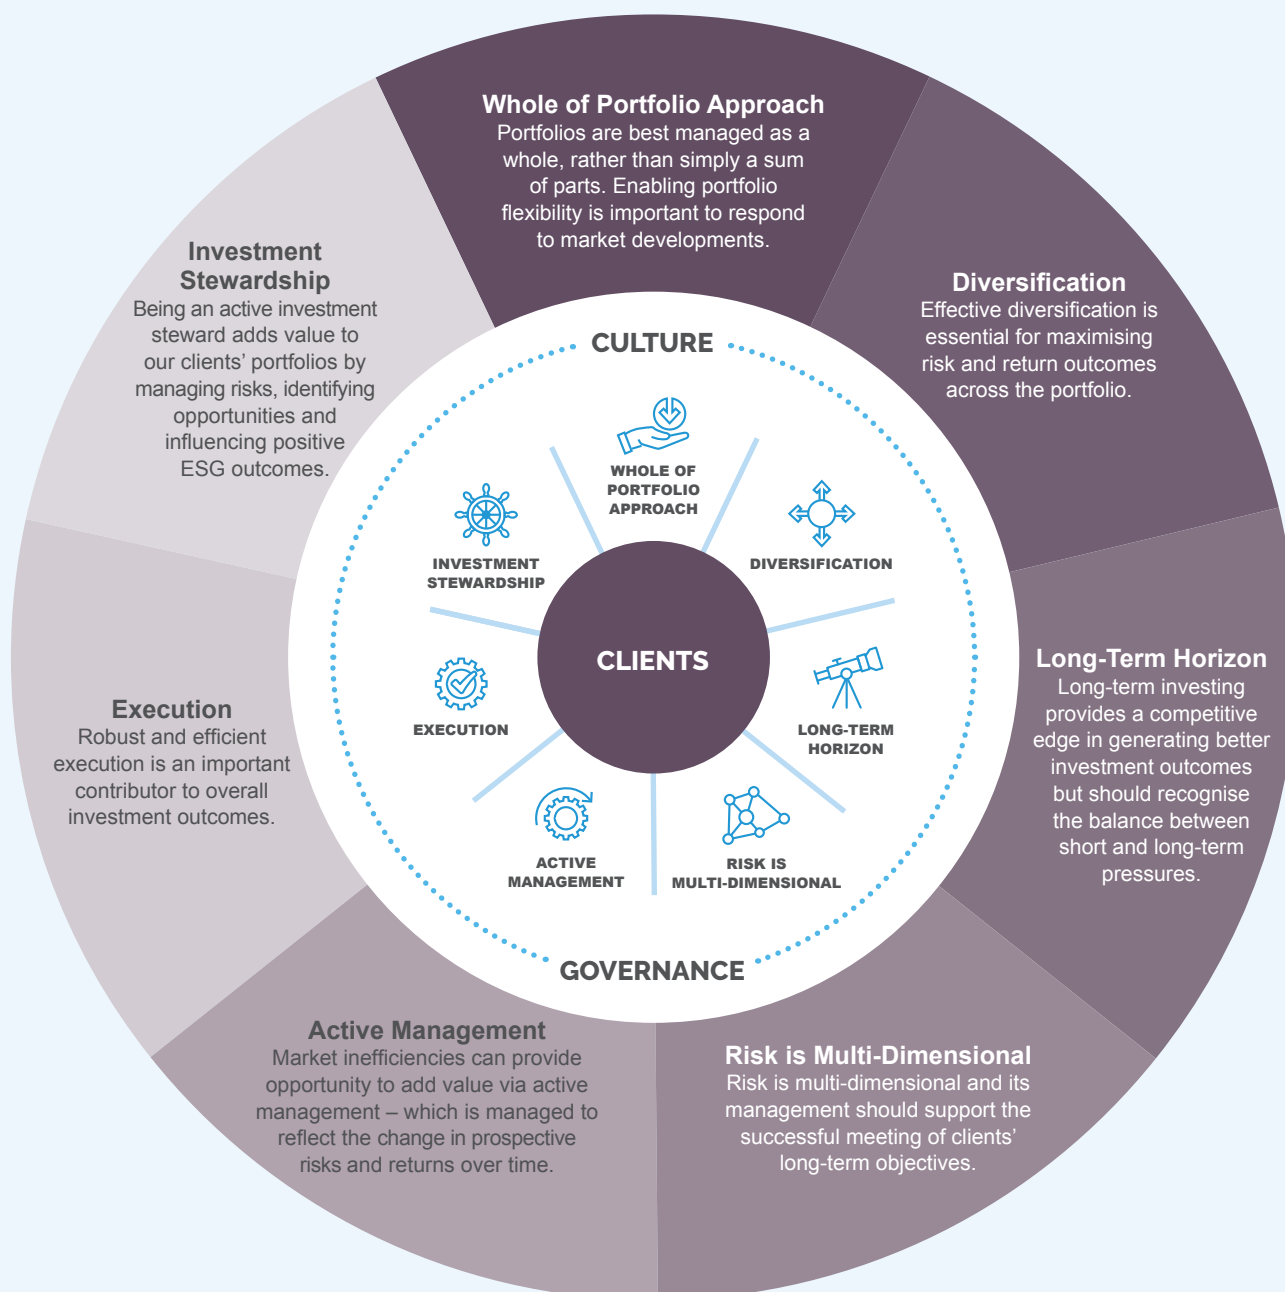 Whole of Portfolio Approach
Portfolios are best managed as a
whole, rather than simply a sum
of parts. Enabling portfolio
flexibility is important to respond
to market developments.
Diversification
Effective diversification is
essential for maximising
risk and return outcomes
across the portfolio.
Long-Term Horizon
Long-term investing
provides a competitive
edge in generating better
investment outcomes
but should recognise
the balance between
short and long-term
pressures.
Risk is Multi-Dimensional
Risk is multi-dimensional and its
management should support the
successful meeting of clients’
long-term objectives.
Active Management
Market inefficiencies can provide
opportunity to add value via active
management – which is managed to
reflect the change in prospective
risks and returns over time.
Execution
Robust and efficient
execution is an important
contributor to overall
investment outcomes.
Investment
Stewardship
Being an active investment
steward adds value to
our clients’ portfolios by
managing risks, identifying
opportunities and
influencing positive
ESG outcomes.
CULTURE
WHOLE OF
PORTFOLIO
APPROACH
DIVERSIFICATION
LONG-TERM
HORIZON
RISK IS
MULTI-DIMENSIONAL
ACTIVE
MANAGEMENT
EXECUTION
INVESTMENT
STEWARDSHIP
CLIENTS
GOVERNANCE